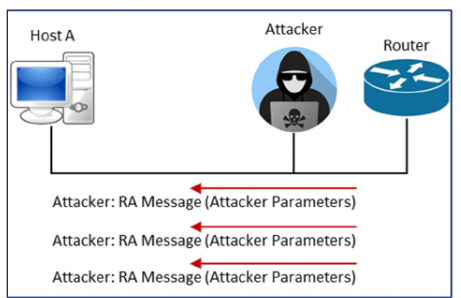 Host A
Attacker
Router
Attacker: RA Message (Attacker Parameters)
Attacker: RA Message (Attacker Parameters)
Attacker: RA Message (Attacker Parameters)